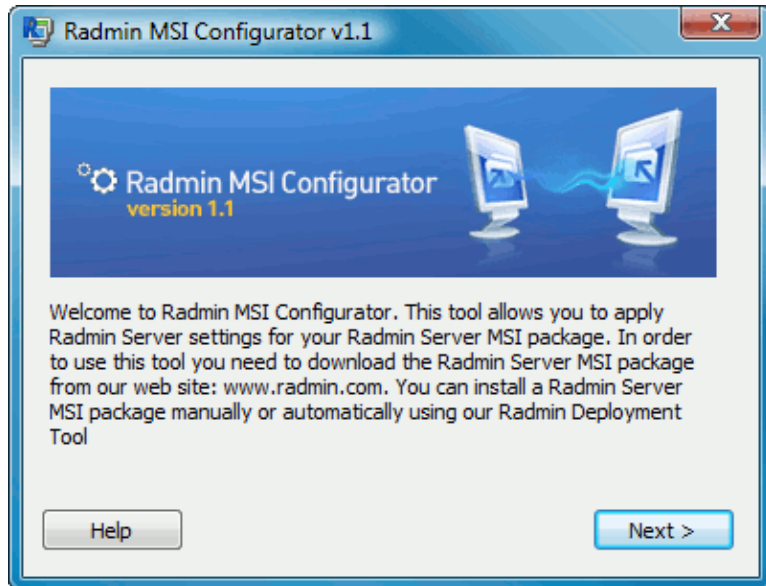 Radmin MSI Configurator v1.1
Radmin MSI Configurator
version 1.1
Welcome to Radmin MSI Configurator. This tool allows you to apply
Radmin Server settings for your Radmin Server MSI package. In order
to use this tool you need to download the Radmin Server MSI package
from our web site: www.radmin.com. You can install a Radmin Server
MSI package manually or automatically using our Radmin Deployment
Tool
Help
Next >